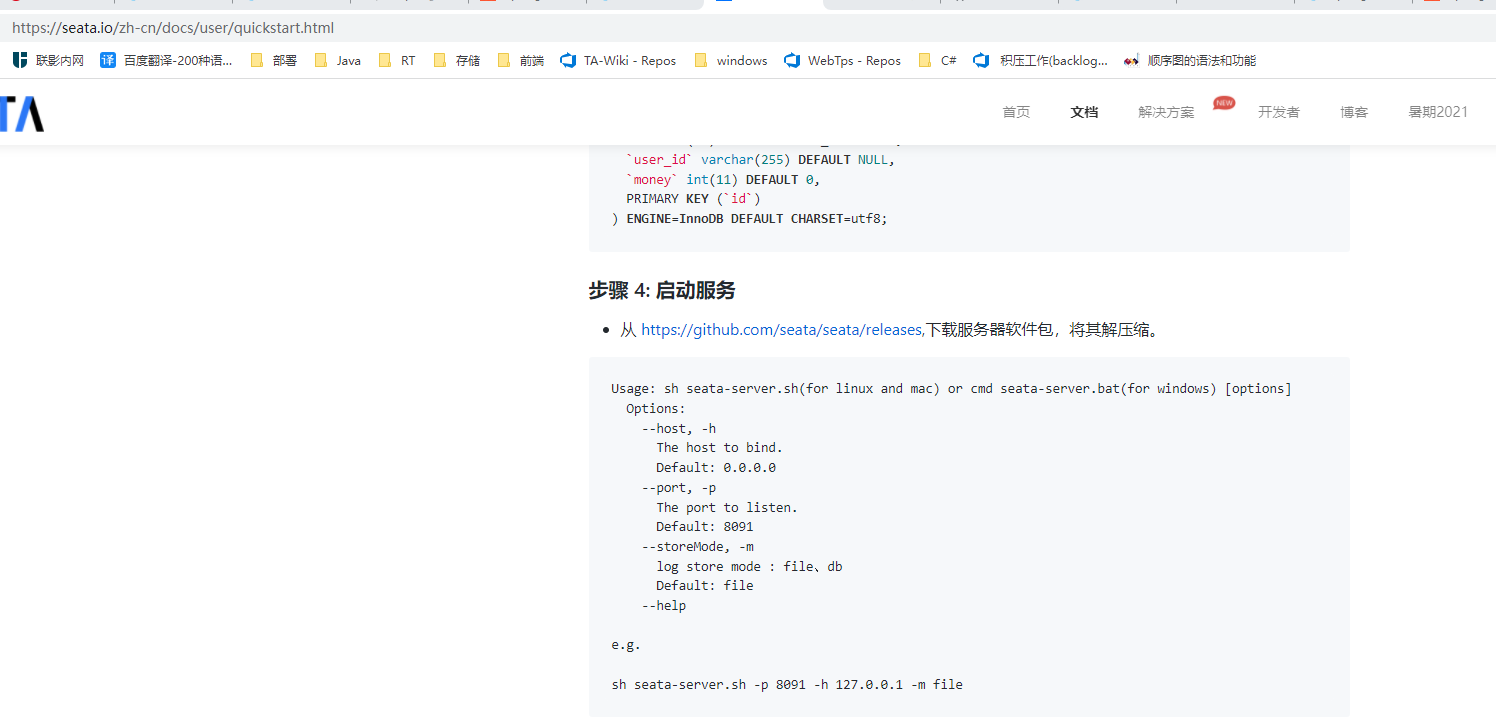 https://seata.io/zh-cn/docs/user/quickstart.html
联影内网 百度翻译-200种语... 部署 Java RT 存储 前端 TA-Wiki - Repos windows WebTps - Repos C# 积压工作(backlog... 顺序图的语法和功能
TA 首页 文档 解决方案 NEW 开发者 博客 暑期2021
`user_id` varchar(255) DEFAULT NULL,
`money` int(11) DEFAULT 0,
PRIMARY KEY (`id`)
) ENGINE=InnoDB DEFAULT CHARSET=utf8;
步骤 4: 启动服务
从 https://github.com/seata/seata/releases,下载服务器软件包，将其解压缩。
Usage: sh seata-server.sh(for linux and mac) or cmd seata-server.bat(for windows) [options]
Options:
--host, -h
The host to bind.
Default: 0.0.0.0
--port, -p
The port to listen.
Default: 8091
--storeMode, -m
log store mode : file、db
Default: file
--help
e.g.
sh seata-server.sh -p 8091 -h 127.0.0.1 -m file